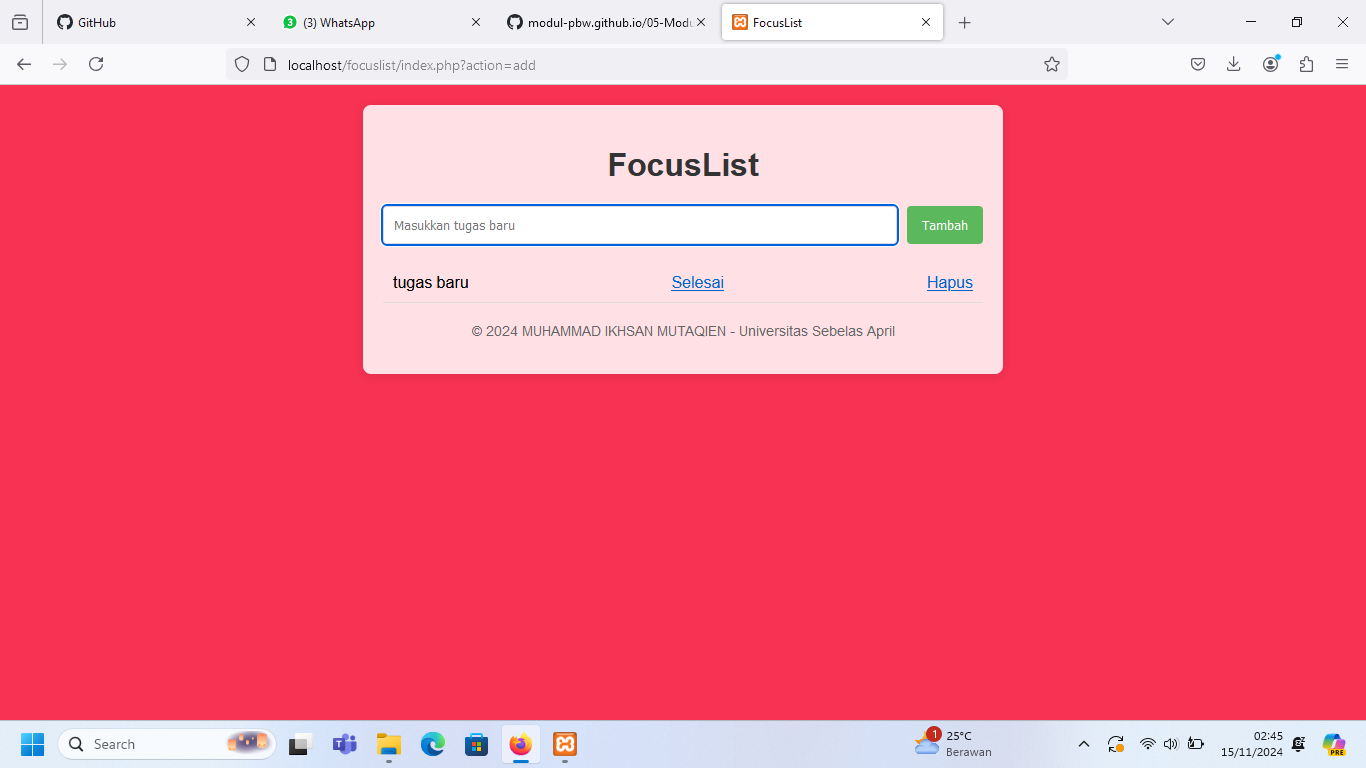 GitHub
(3) WhatsApp
modul-pbw.github.io/05-Modu
FocusList
localhost/focuslist/index.php?action=add
FocusList
Masukkan tugas baru
Tambah
tugas baru
Selesai
Hapus
© 2024 MUHAMMAD IKHSAN MUTAQIEN - Universitas Sebelas April
Search
1
25°C
Berawan
02:45
15/11/2024
PRE